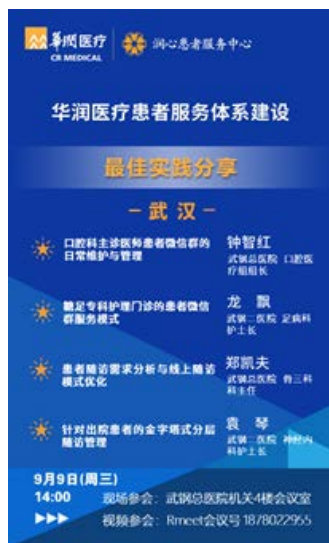 华润医疗
CR MEDICAL
润心患者服务中心
华润医疗患者服务体系建设
最佳实践分享
武汉
口腔科主诊医师患者微信群的
日常维护与管理
钟智红
武钢总医院 口腔医
疗组组长
糖足专科护理门诊的患者微信
群服务模式
龙 飘
武钢二医院 足病科
护士长
患者随访需求分析与线上随访
模式优化
郑凯夫
武钢总医院 骨三科
科主任
针对出院患者的金字塔式分层
随访管理
袁 琴
武钢二医院 神经内
科护士长
9月9日(周三)
14:00
现场参会：武钢总医院机关4楼会议室
视频参会：Rmeet会议号 1878022955